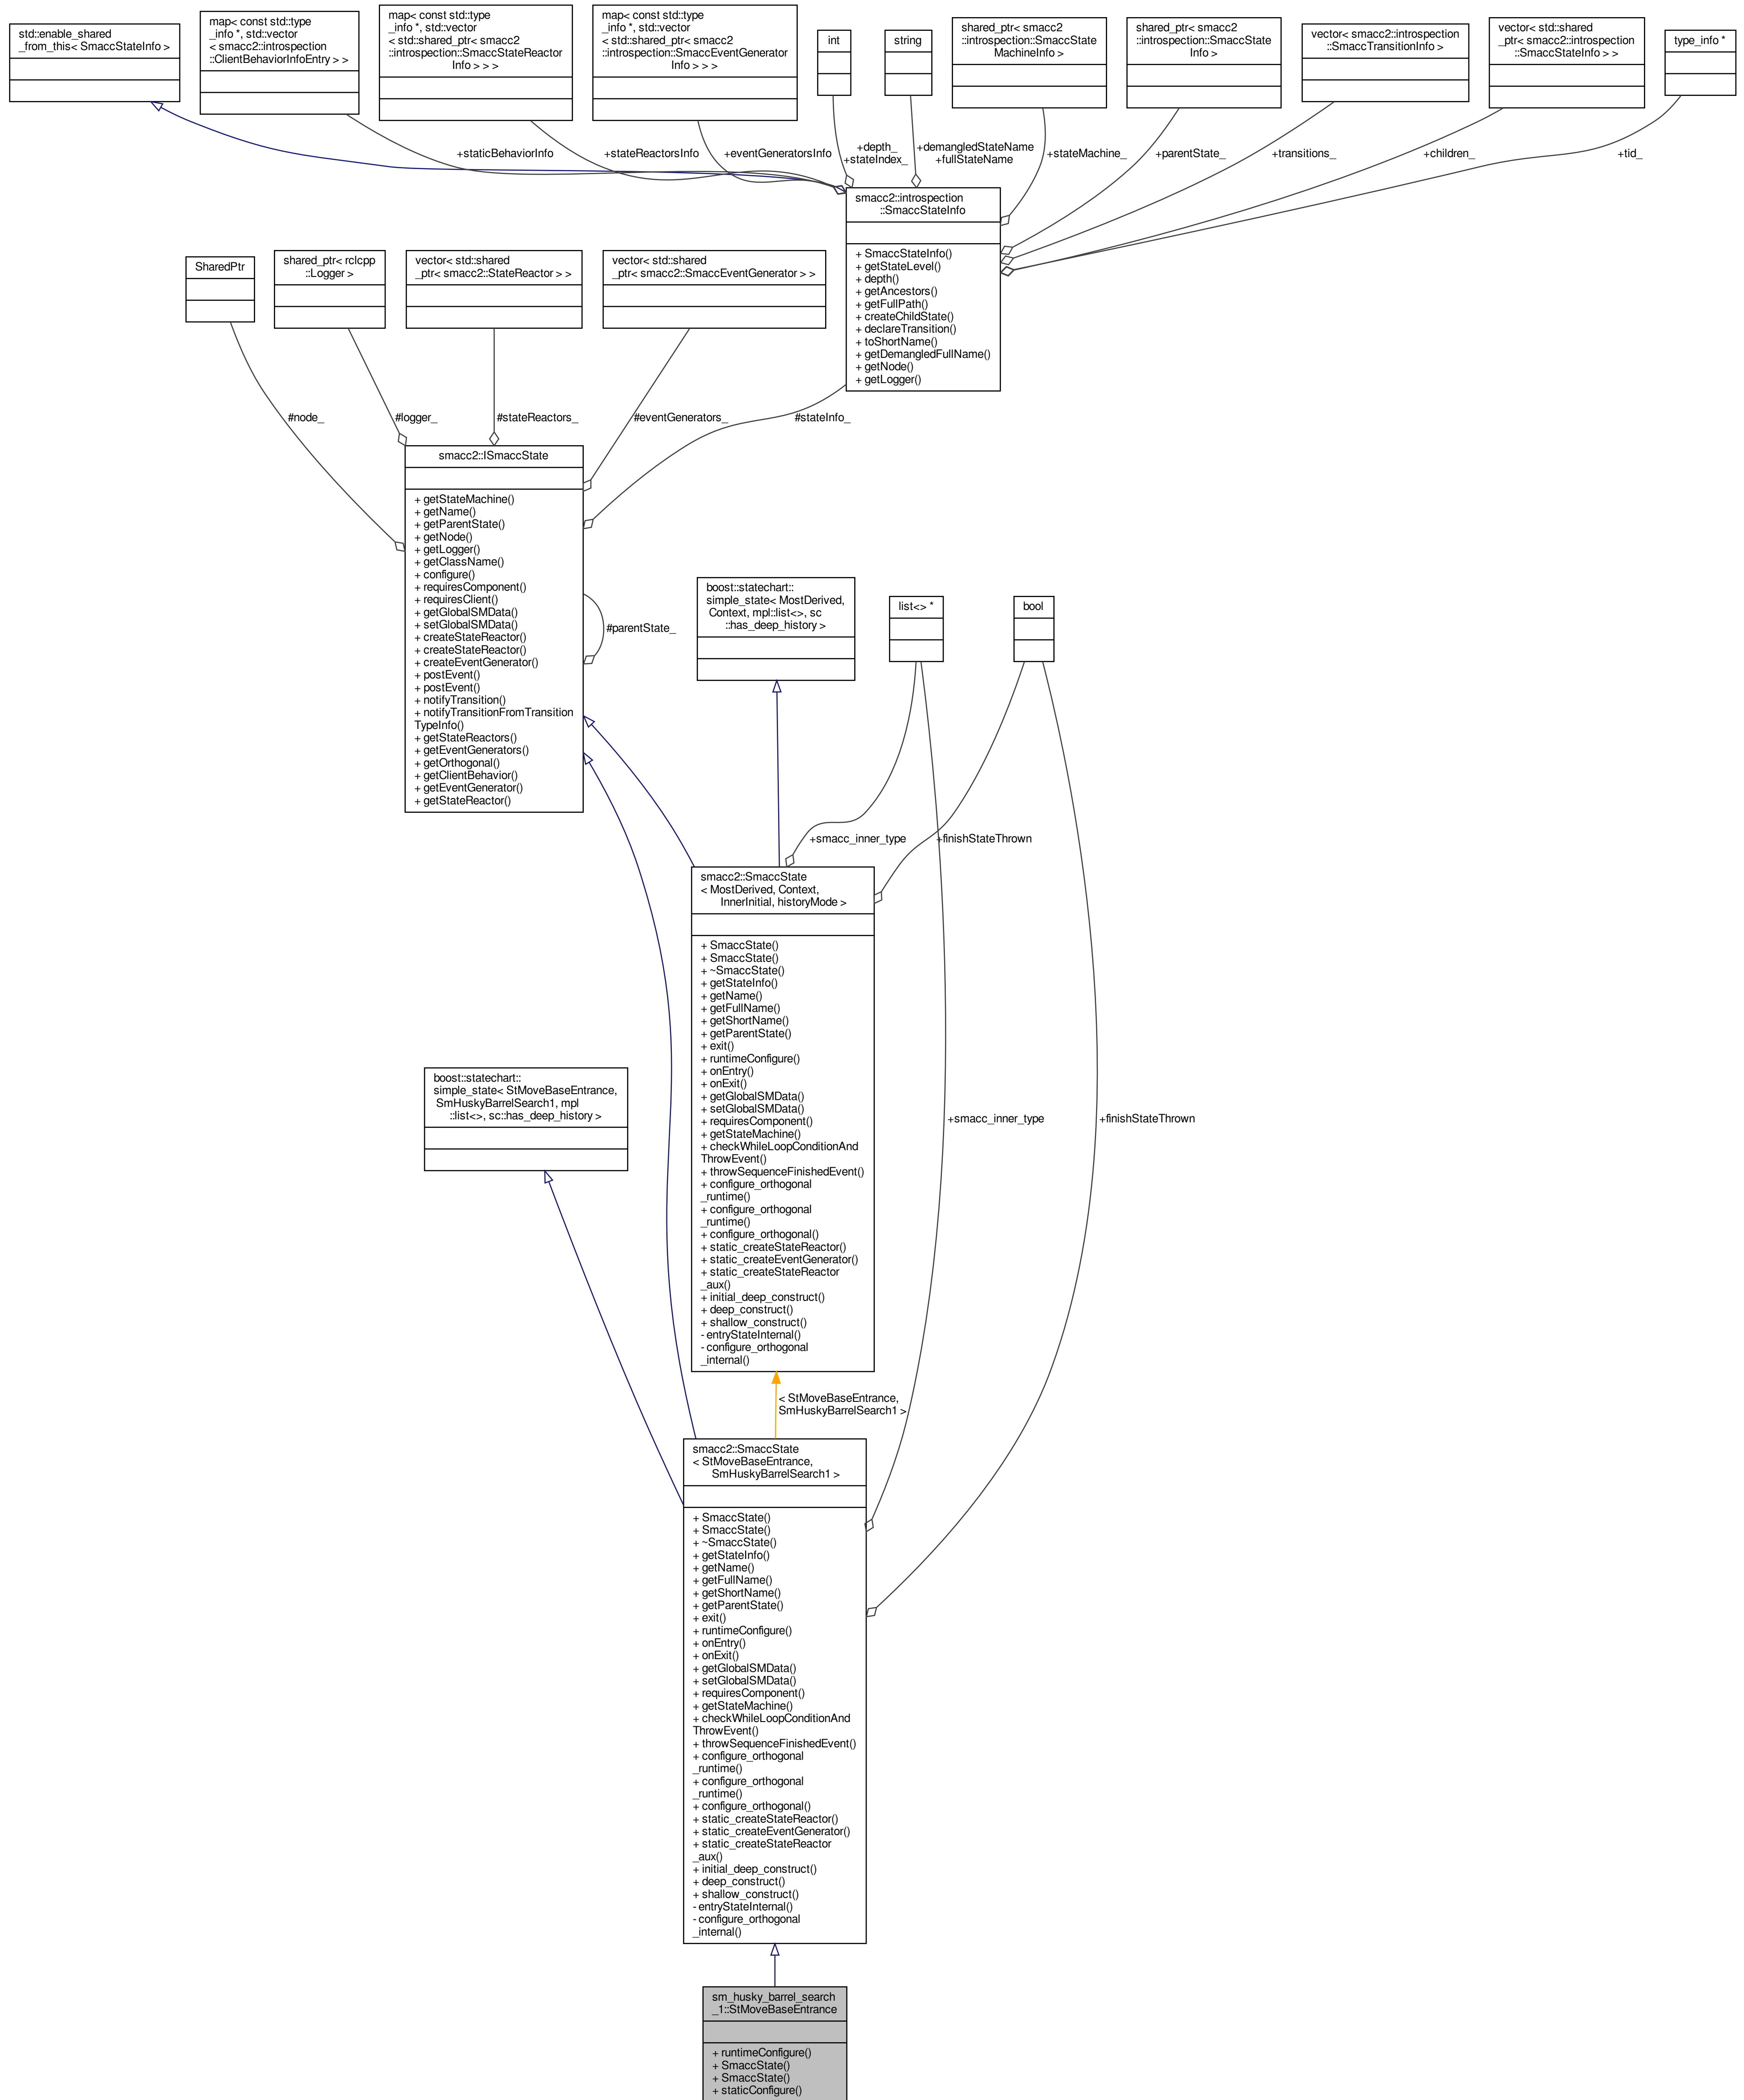 std::enable_shared
_from_this< SmaccStateInfo >
map< const std::type
_info *, std::vector
< smacc2::introspection
::ClientBehaviorInfoEntry > >
map< const std::type
_info *, std::vector
< std::shared_ptr< smacc2
::introspection::SmaccStateReactor
Info > > >
map< const std::type
_info *, std::vector
< std::shared_ptr< smacc2
::introspection::SmaccEventGenerator
Info > > >
int
string
shared_ptr< smacc2
::introspection::SmaccState
MachineInfo >
shared_ptr< smacc2
::introspection::SmaccState
Info >
vector< smacc2::introspection
::SmaccTransitionInfo >
vector< std::shared
_ptr< smacc2::introspection
::SmaccStateInfo > >
type_info *
+staticBehaviorInfo
+stateReactorsInfo
+eventGeneratorsInfo
+depth_
+stateIndex_
+demangledStateName
+fullStateName
+stateMachine_
+parentState_
+transitions_
+children_
+tid_
smacc2::introspection
::SmaccStateInfo
+ SmaccStateInfo()
+ getStateLevel()
+ depth()
+ getAncestors()
+ getFullPath()
+ createChildState()
+ declareTransition()
+ toShortName()
+ getDemangledFullName()
+ getNode()
+ getLogger()
SharedPtr
shared_ptr< rclcpp
::Logger >
vector< std::shared
_ptr< smacc2::StateReactor > >
vector< std::shared
_ptr< smacc2::SmaccEventGenerator > >
#node_
#logger_
#stateReactors_
#eventGenerators_
#stateInfo_
smacc2::ISmaccState
+ getStateMachine()
+ getName()
+ getParentState()
+ getNode()
+ getLogger()
+ getClassName()
+ configure()
+ requiresComponent()
+ requiresClient()
+ getGlobalSMData()
+ setGlobalSMData()
+ createStateReactor()
+ createStateReactor()
+ createEventGenerator()
+ postEvent()
+ postEvent()
+ notifyTransition()
+ notifyTransitionFromTransition
TypeInfo()
+ getStateReactors()
+ getEventGenerators()
+ getOrthogonal()
+ getClientBehavior()
+ getEventGenerator()
+ getStateReactor()
#parentState_
boost::statechart::
simple_state< MostDerived,
Context, mpl::list<>, sc
::has_deep_history >
list<> *
bool
+smacc_inner_type
+finishStateThrown
smacc2::SmaccState
< MostDerived, Context,
InnerInitial, historyMode >
+ SmaccState()
+ SmaccState()
+ ~SmaccState()
+ getStateInfo()
+ getName()
+ getFullName()
+ getShortName()
+ getParentState()
+ exit()
+ runtimeConfigure()
+ onEntry()
+ onExit()
+ getGlobalSMData()
+ setGlobalSMData()
+ requiresComponent()
+ getStateMachine()
+ checkWhileLoopConditionAnd
ThrowEvent()
+ throwSequenceFinishedEvent()
+ configure_orthogonal
_runtime()
+ configure_orthogonal
_runtime()
+ configure_orthogonal()
+ static_createStateReactor()
+ static_createEventGenerator()
+ static_createStateReactor
_aux()
+ initial_deep_construct()
+ deep_construct()
+ shallow_construct()
- entryStateInternal()
- configure_orthogonal
_internal()
boost::statechart::
simple_state< StMoveBaseEntrance,
SmHuskyBarrelSearch1, mpl
::list<>, sc::has_deep_history >
+smacc_inner_type
+finishStateThrown
< StMoveBaseEntrance,
SmHuskyBarrelSearch1 >
smacc2::SmaccState
< StMoveBaseEntrance,
SmHuskyBarrelSearch1 >
+ SmaccState()
+ SmaccState()
+ ~SmaccState()
+ getStateInfo()
+ getName()
+ getFullName()
+ getShortName()
+ getParentState()
+ exit()
+ runtimeConfigure()
+ onEntry()
+ onExit()
+ getGlobalSMData()
+ setGlobalSMData()
+ requiresComponent()
+ getStateMachine()
+ checkWhileLoopConditionAnd
ThrowEvent()
+ throwSequenceFinishedEvent()
+ configure_orthogonal
_runtime()
+ configure_orthogonal
_runtime()
+ configure_orthogonal()
+ static_createStateReactor()
+ static_createEventGenerator()
+ static_createStateReactor
_aux()
+ initial_deep_construct()
+ deep_construct()
+ shallow_construct()
- entryStateInternal()
- configure_orthogonal
_internal()
sm_husky_barrel_search
_1::StMoveBaseEntrance
+ runtimeConfigure()
+ SmaccState()
+ SmaccState()
+ staticConfigure()